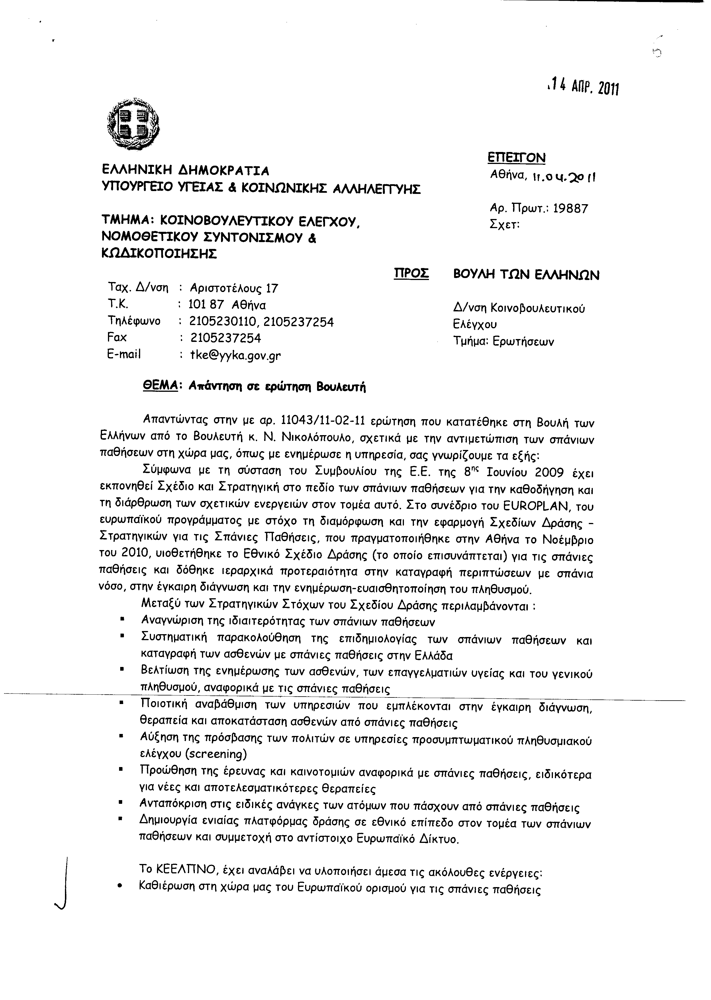 14 ΑΠΡ. 2011
ΕΠΕΙΓΟΝ
ΕΛΛΗΝΙΚΗ ΔΗΜΟΚΡΑΤΙΑ
Αθήνα, 11.04.2011
ΥΠΟΥΡΓΕΙΟ ΥΓΕΙΑΣ & ΚΟΙΝΩΝΙΚΗΣ ΑΛΛΗΛΕΓΓΥΗΣ
Αρ. Πρωτ.: 19887
ΤΜΗΜΑ: ΚΟΙΝΟΒΟΥΛΕΥΤΙΚΟΥ ΕΛΕΓΧΟΥ,
Σχετ:
ΝΟΜΟΘΕΤΙΚΟΥ ΣΥΝΤΟΝΙΣΜΟΥ &
ΚΩΔΙΚΟΠΟΙΗΣΗΣ
ΠΡΟΣ ΒΟΥΛΗ ΤΩΝ ΕΛΛΗΝΩΝ
Ταχ. Δ/νση : Αριστοτέλους 17
Τ.Κ. : 101 87 Αθήνα
Τηλέφωνο : 2105230110, 2105237254
Fax : 2105237254
E-mail : tke@yyka.gov.gr
Δ/νση Κοινοβουλευτικού
Ελέγχου
Τμήμα: Ερωτήσεων
ΘΕΜΑ: Απάντηση σε ερώτηση Βουλευτή
Απαντώντας στην με αρ. 11043/11-02-11 ερώτηση που κατατέθηκε στη Βουλή των
Ελλήνων από το Βουλευτή κ. Ν. Νικολόπουλο, σχετικά με την αντιμετώπιση των σπάνιων
παθήσεων στη χώρα μας, όπως με ενημέρωσε η υπηρεσία, σας γνωρίζουμε τα εξής:
Σύμφωνα με τη σύσταση του Συμβουλίου της Ε.Ε. της 8ης Ιουνίου 2009 έχει
εκπονηθεί Σχέδιο και Στρατηγική στο πεδίο των σπάνιων παθήσεων για την καθοδήγηση και
τη διάρθρωση των σχετικών ενεργειών στον τομέα αυτό. Στο συνέδριο του EUROPLAN, του
ευρωπαϊκού προγράμματος με στόχο τη διαμόρφωση και την εφαρμογή Σχεδίων Δράσης –
Στρατηγικών για τις Σπάνιες Παθήσεις, που πραγματοποιήθηκε στην Αθήνα το Νοέμβριο
του 2010, υιοθετήθηκε το Εθνικό Σχέδιο Δράσης (το οποίο επισυνάπτεται) για τις σπάνιες
παθήσεις και δόθηκε ιεραρχικά προτεραιότητα στην καταγραφή περιπτώσεων με σπάνια
νόσο, στην έγκαιρη διάγνωση και την ενημέρωση-ευαισθητοποίηση του πληθυσμού.
Μεταξύ των Στρατηγικών Στόχων του Σχεδίου Δράσης περιλαμβάνονται :
▪ Αναγνώριση της ιδιαιτερότητας των σπάνιων παθήσεων
▪ Συστηματική παρακολούθηση της επιδημιολογίας των σπάνιων παθήσεων και
καταγραφή των ασθενών με σπάνιες παθήσεις στην Ελλάδα
▪ Βελτίωση της ενημέρωσης των ασθενών, των επαγγελματιών υγείας και του γενικού
πληθυσμού, αναφορικά με τις σπάνιες παθήσεις
▪ Ποιοτική αναβάθμιση των υπηρεσιών που εμπλέκονται στην έγκαιρη διάγνωση,
θεραπεία και αποκατάσταση ασθενών από σπάνιες παθήσεις
▪ Αύξηση της πρόσβασης των πολιτών σε υπηρεσίες προσυμπτωματικού πληθυσμιακού
ελέγχου (screening)
▪ Προώθηση της έρευνας και καινοτομιών αναφορικά με σπάνιες παθήσεις, ειδικότερα
για νέες και αποτελεσματικότερες θεραπείες
▪ Ανταπόκριση στις ειδικές ανάγκες των ατόμων που πάσχουν από σπάνιες παθήσεις
▪ Δημιουργία ενιαίας πλατφόρμας δράσης σε εθνικό επίπεδο στον τομέα των σπάνιων
παθήσεων και συμμετοχή στο αντίστοιχο Ευρωπαϊκό Δίκτυο.
Το ΚΕΕΛΠΝΟ, έχει αναλάβει να υλοποιήσει άμεσα τις ακόλουθες ενέργειες:
• Καθιέρωση στη χώρα μας του Ευρωπαϊκού ορισμού για τις σπάνιες παθήσεις